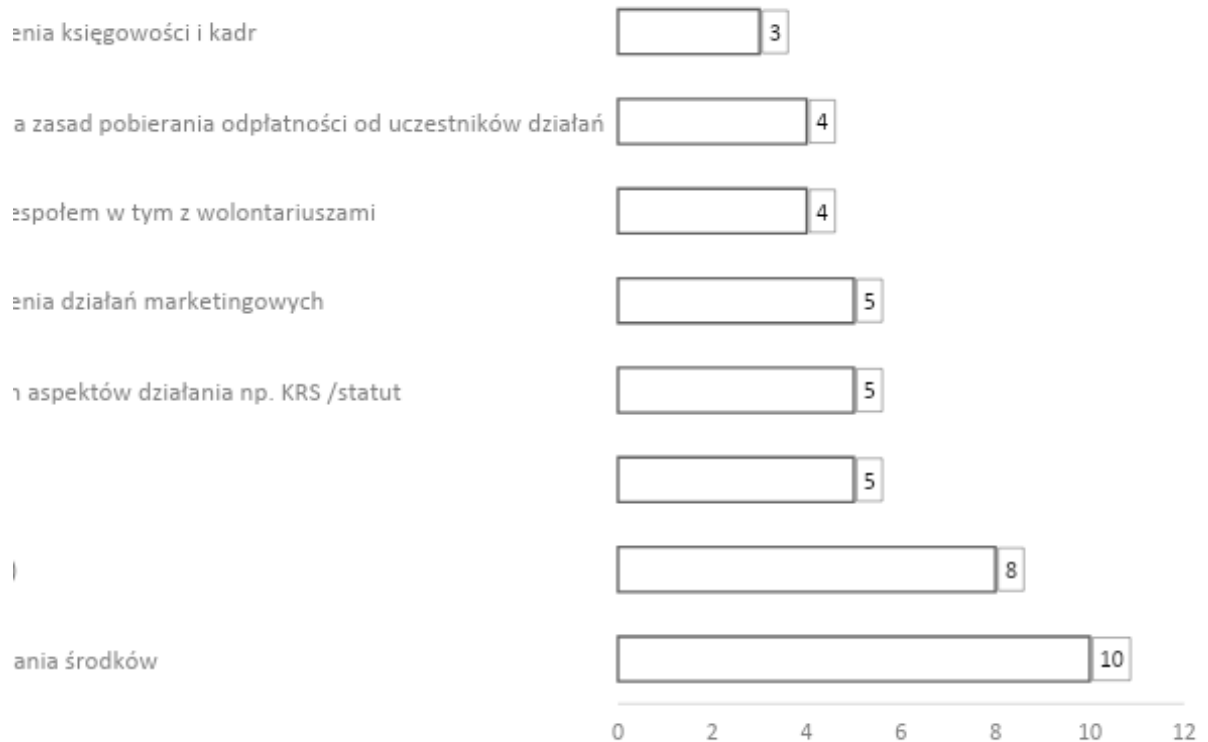 enia księgowości i kadr 3
a zasad pobierania odpłatności od uczestników działań 4
espołem w tym z wolontariuszami 4
enia działań marketingowych 5
aspektów działania np. KRS /statut 5
5
) 8
ania środków 10
0 2 4 6 8 10 12